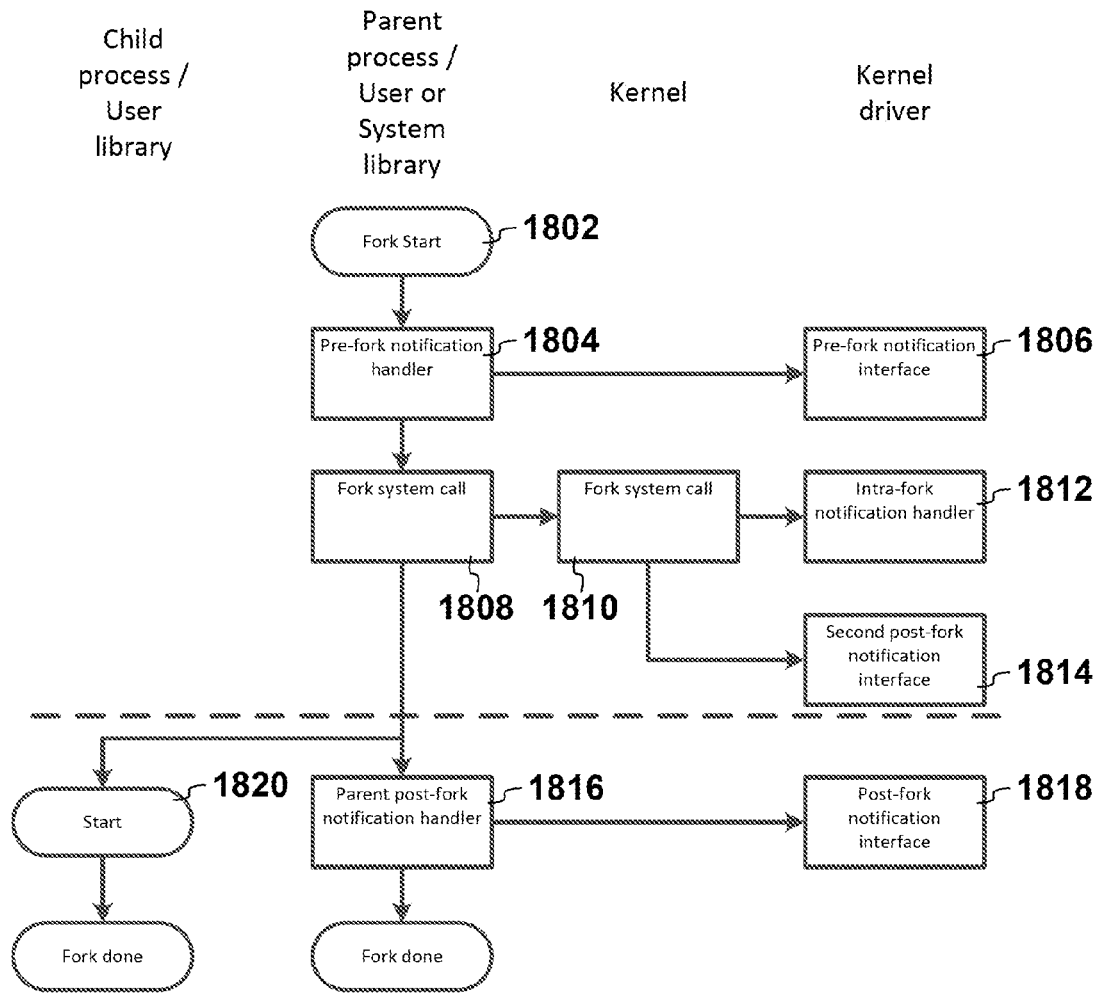 Child
process /
User
library
Parent
process /
User or
System
library
Kernel
Kernel
driver
Fork Start
1802
Pre-fork notification
handler
1804
Pre-fork notification
interface
1806
Fork system call
1808
Fork system call
1810
Intra-fork
notification handler
1812
Second post-fork
notification
interface
1814
Start
1820
Parent post-fork
notification handler
1816
Post-fork
notification
interface
1818
Fork done
Fork done